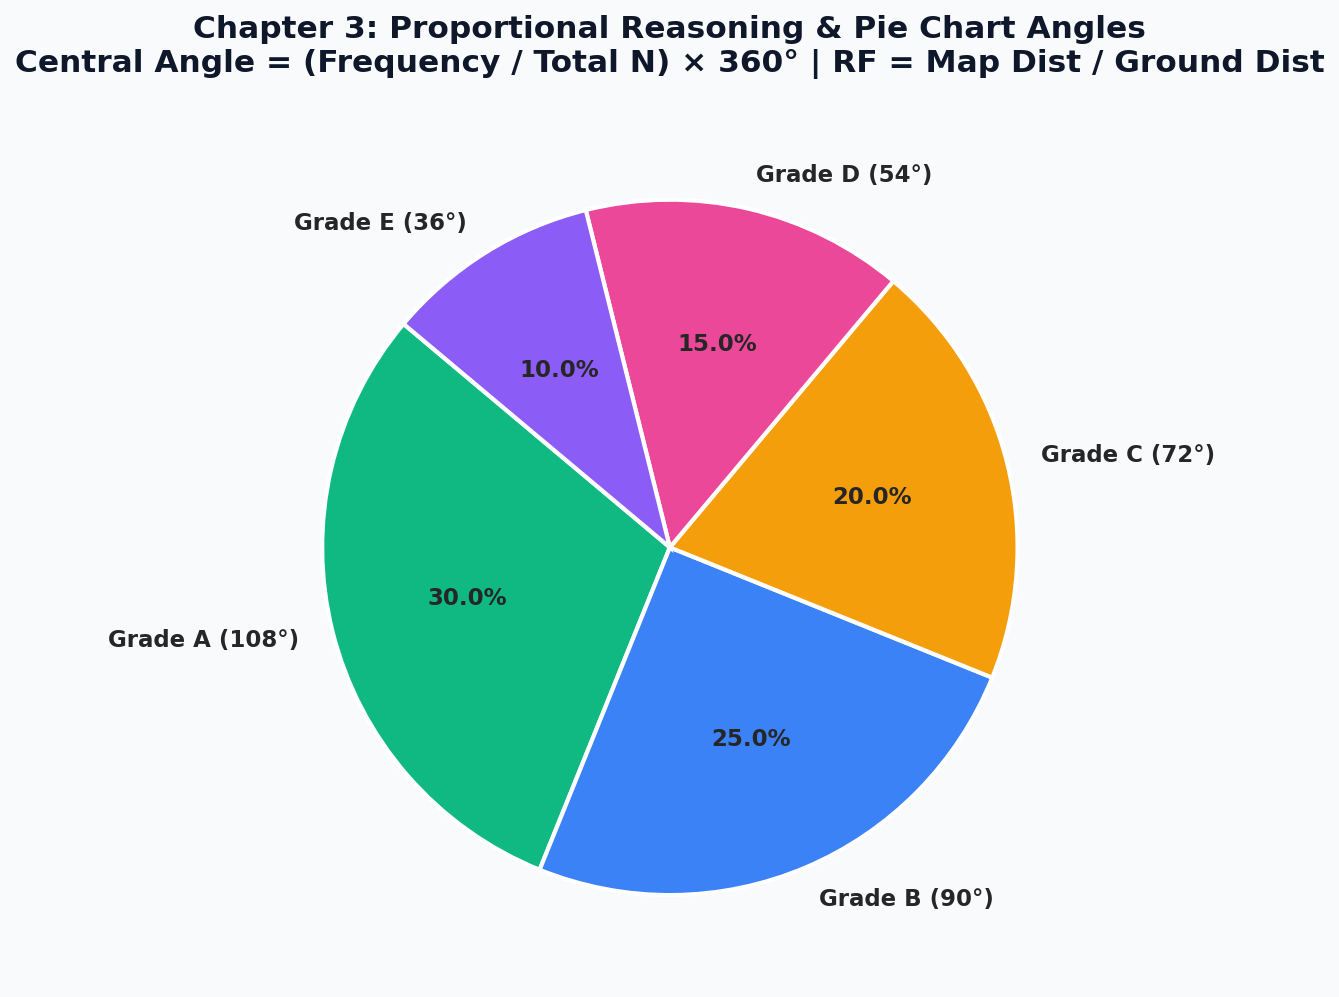 Chapter 3: Proportional Reasoning & Pie Chart Angles
Central Angle = (Frequency / Total N) × 360° | RF = Map Dist / Ground Dist
Grade D (54°)
Grade E (36°)
15.0%
10.0%
Grade C (72°)
20.0%
30.0%
Grade A (108°)
25.0%
Grade B (90°)